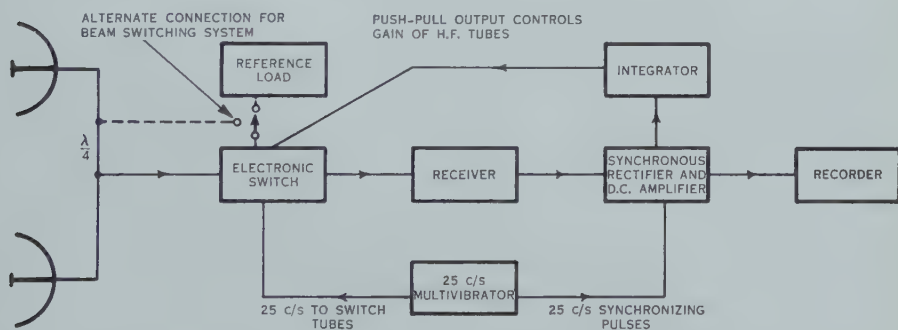 ALTERNATE CONNECTION FOR
BEAM SWITCHING SYSTEM
PUSH-PULL OUTPUT CONTROLS
GAIN OF H.F. TUBES
REFERENCE
LOAD
INTEGRATOR
λ
4
ELECTRONIC
SWITCH
RECEIVER
SYNCHRONOUS
RECTIFIER AND
D.C. AMPLIFIER
RECORDER
25 c/s
MULTIVIBRATOR
25 c/s TO SWITCH
TUBES
25 c/s SYNCHRONIZING
PULSES